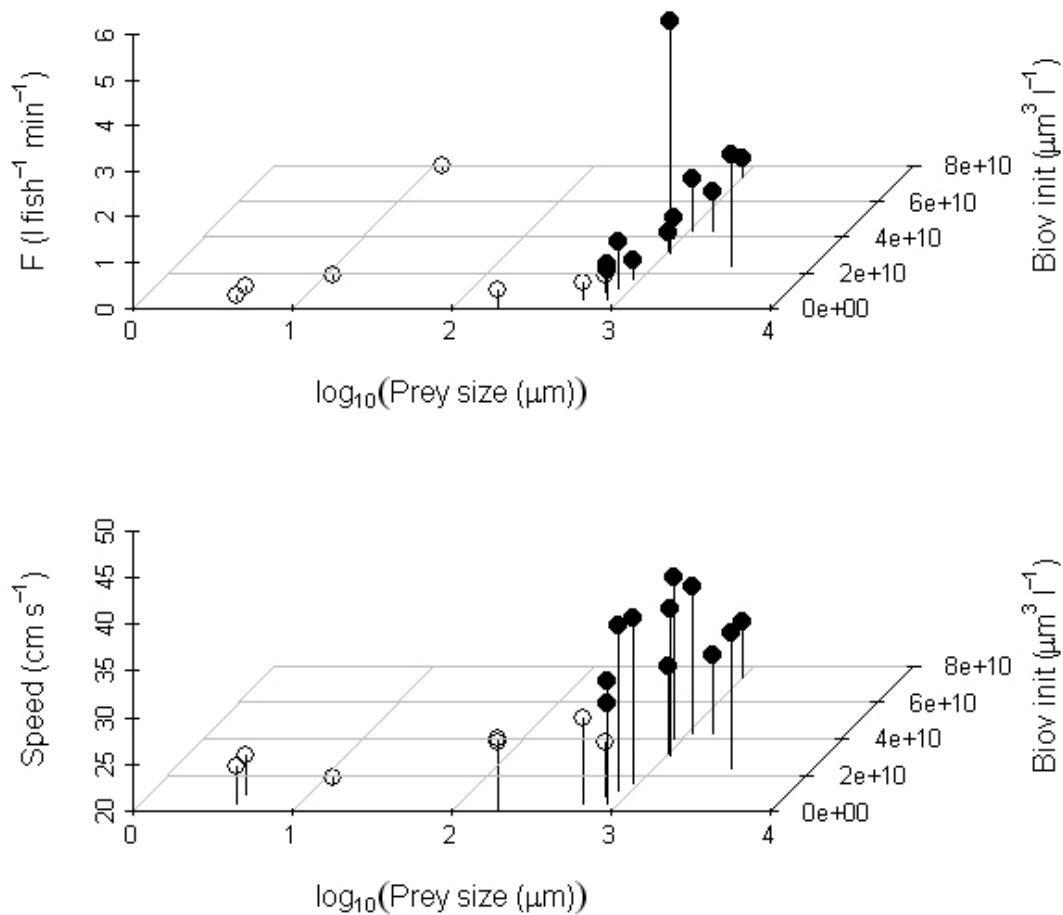 6
5
4
3
2
1
0
F (l fish⁻¹ min⁻¹)
8e+10
6e+10
4e+10
2e+10
0e+00
Biov init (μm³ l⁻¹)
0 1 2 3 4
log₁₀(Prey size (μm))
50
45
40
35
30
25
20
Speed (cm s⁻¹)
8e+10
6e+10
4e+10
2e+10
0e+00
Biov init (μm³ l⁻¹)
0 1 2 3 4
log₁₀(Prey size (μm))